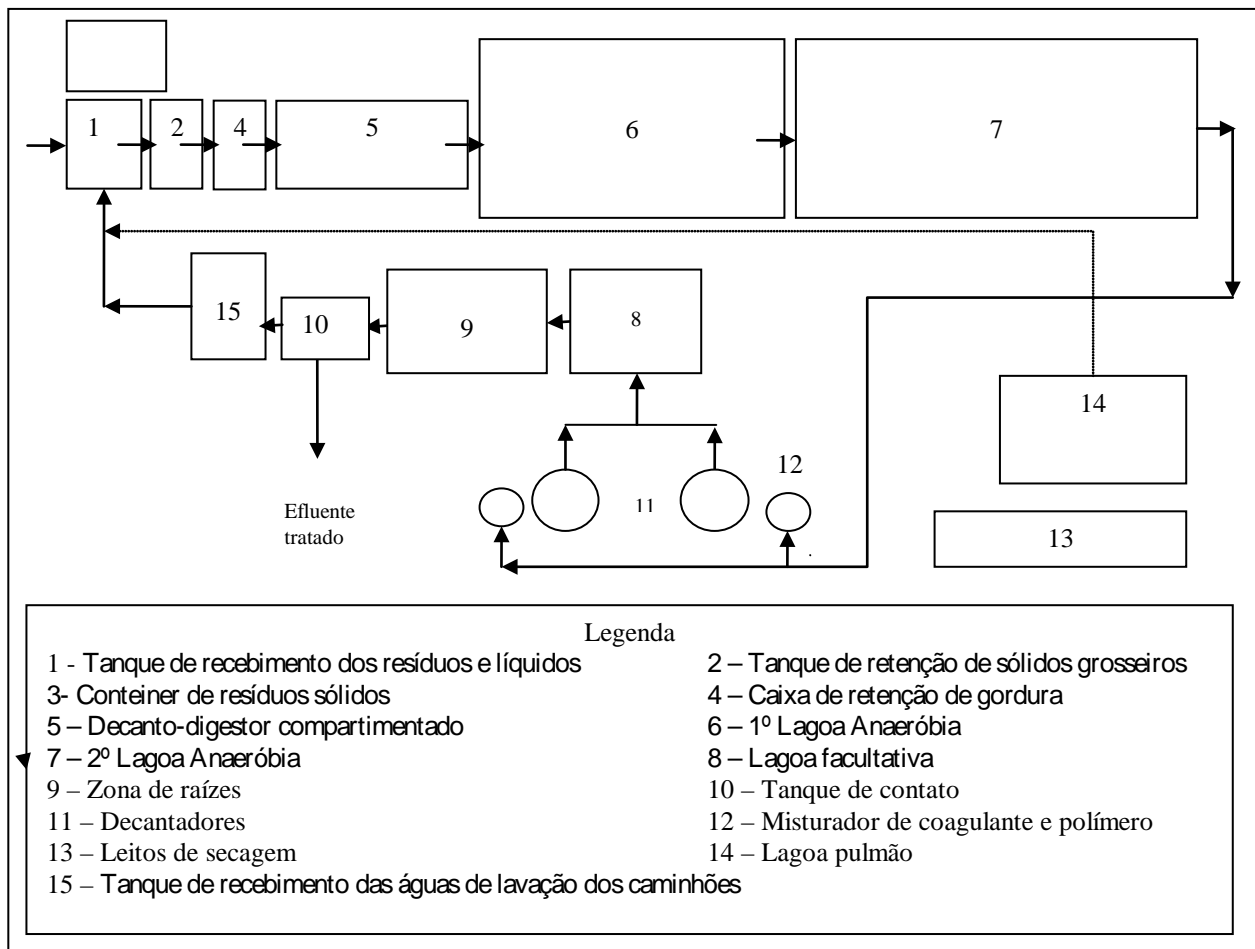 1
2
4
5
6
7
15
10
9
8
14
12
11
13
Efluente
tratado
Legenda
1 - Tanque de recebimento dos resíduos e líquidos
2 – Tanque de retenção de sólidos grosseiros
3- Conteiner de resíduos sólidos
4 – Caixa de retenção de gordura
5 – Decanto-digestor compartimentado
6 – 1º Lagoa Anaeróbia
7 – 2º Lagoa Anaeróbia
8 – Lagoa facultativa
9 – Zona de raízes
10 – Tanque de contato
11 – Decantadores
12 – Misturador de coagulante e polímero
13 – Leitos de secagem
14 – Lagoa pulmão
15 – Tanque de recebimento das águas de lavação dos caminhões